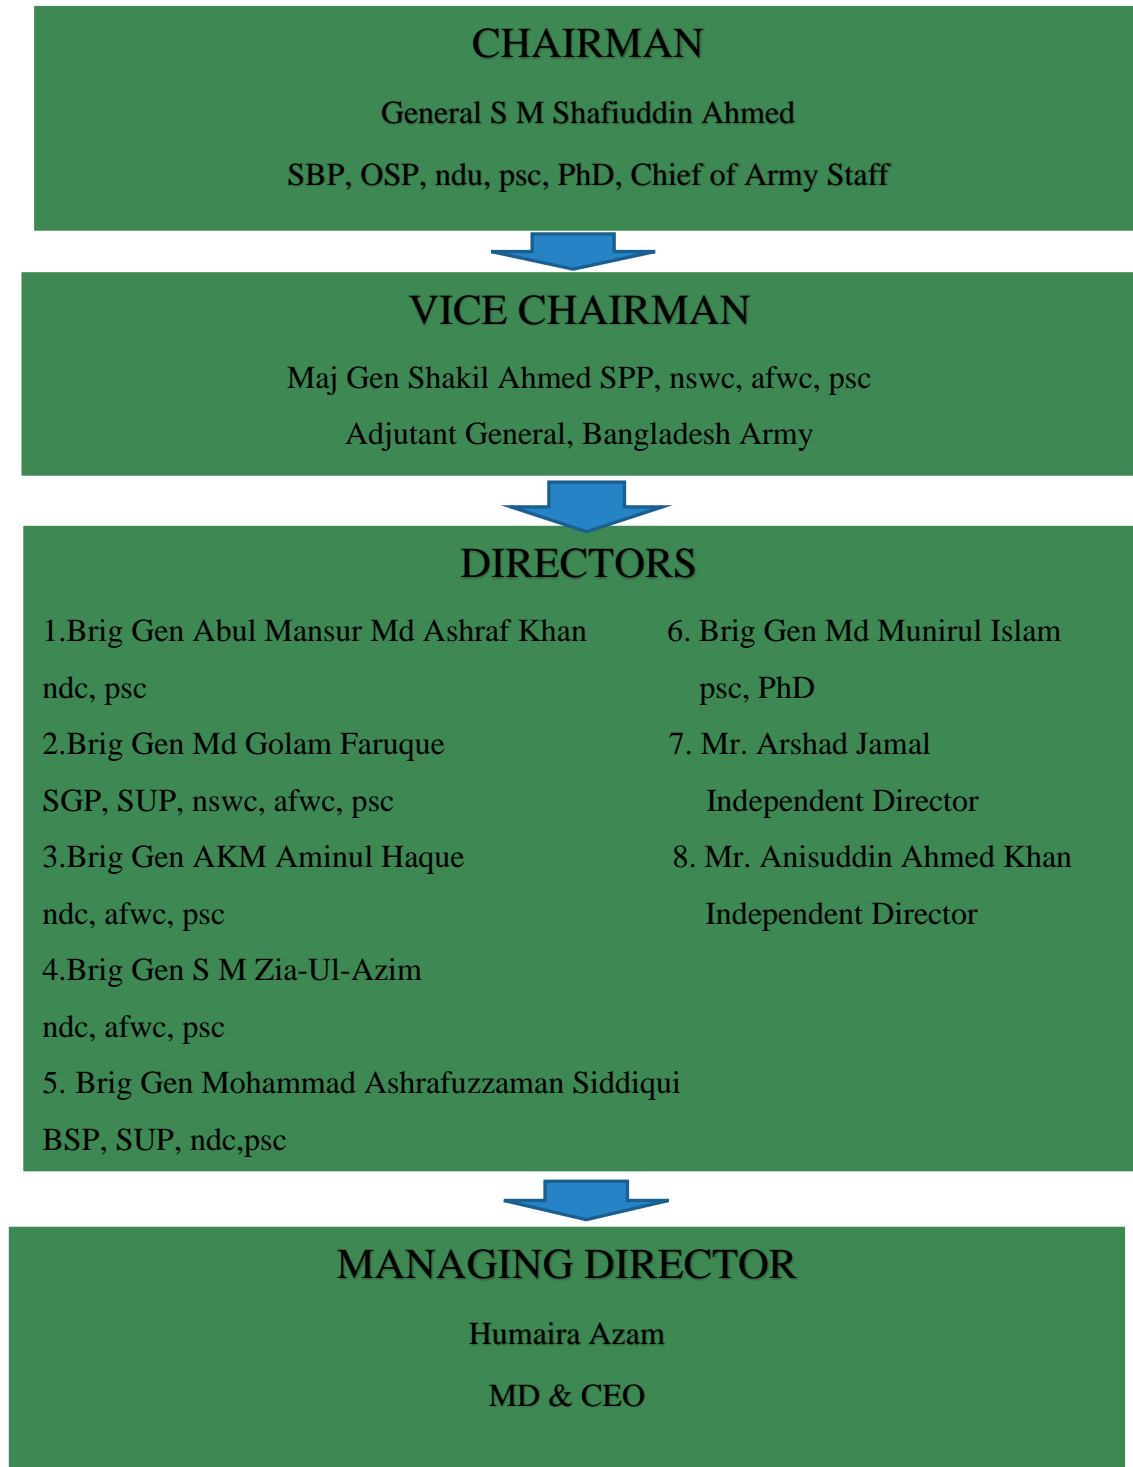 CHAIRMAN
General S M Shafiuddin Ahmed
SBP, OSP, ndu, psc, PhD, Chief of Army Staff
VICE CHAIRMAN
Maj Gen Shakil Ahmed SPP, nswc, afwc, psc
Adjutant General, Bangladesh Army
DIRECTORS
1.Brig Gen Abul Mansur Md Ashraf Khan
ndc, psc
2.Brig Gen Md Golam Faruque
SGP, SUP, nswc, afwc, psc
3.Brig Gen AKM Aminul Haque
ndc, afwc, psc
4.Brig Gen S M Zia-Ul-Azim
ndc, afwc, psc
5. Brig Gen Mohammad Ashrafuzzaman Siddiqui
BSP, SUP, ndc,psc
6. Brig Gen Md Munirul Islam
psc, PhD
7. Mr. Arshad Jamal
Independent Director
8. Mr. Anisuddin Ahmed Khan
Independent Director
MANAGING DIRECTOR
Humaira Azam
MD & CEO